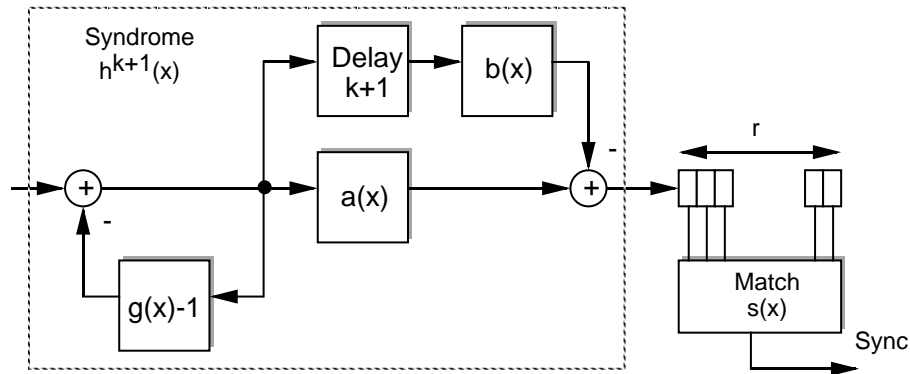 Syndrome
h^{k+1}(x)
Delay
k+1
b(x)
-
r
+
a(x)
+
-
g(x)-1
Match
s(x)
Sync